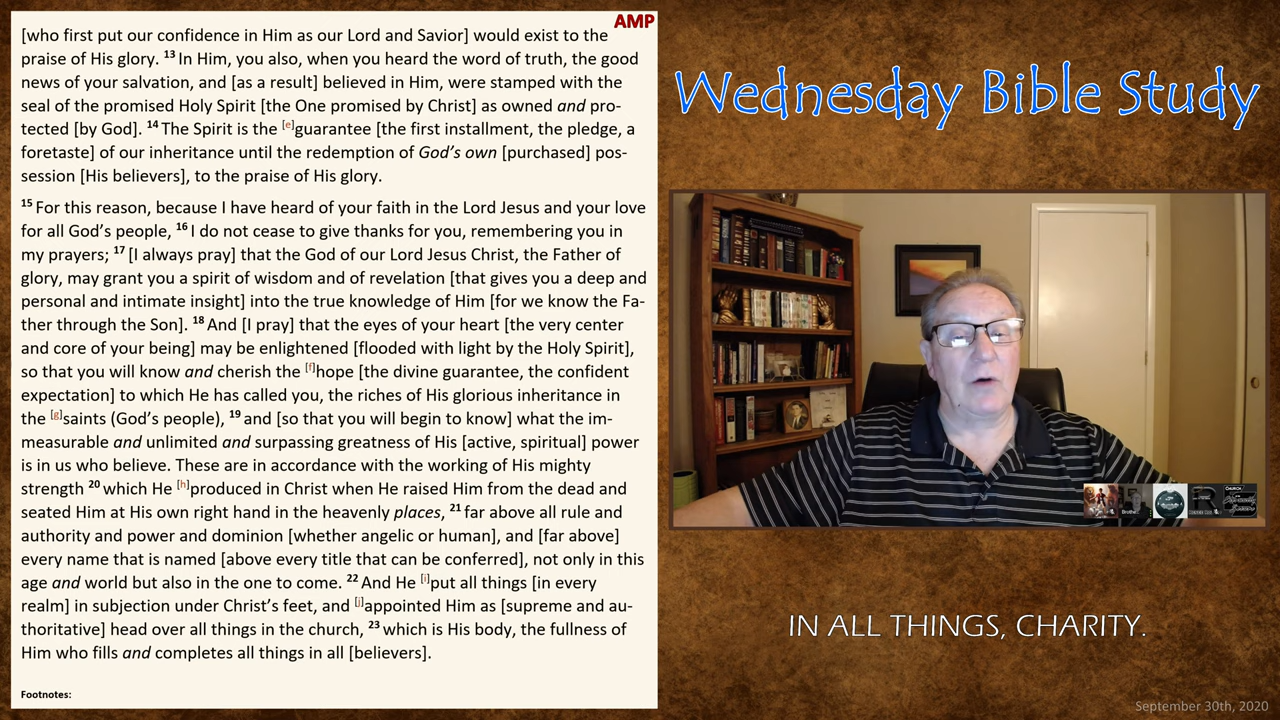 AMP
[who first put our confidence in Him as our Lord and Savior] would exist to the
praise of His glory. 13 In Him, you also, when you heard the word of truth, the good
news of your salvation, and [as a result] believed in Him, were stamped with the
seal of the promised Holy Spirit [the One promised by Christ] as owned and pro-
tected [by God]. 14 The Spirit is the [e]guarantee [the first installment, the pledge, a
foretaste] of our inheritance until the redemption of God's own [purchased] pos-
session [His believers], to the praise of His glory.
15 For this reason, because I have heard of your faith in the Lord Jesus and your love
for all God's people, 16 I do not cease to give thanks for you, remembering you in
my prayers; 17 [I always pray] that the God of our Lord Jesus Christ, the Father of
glory, may grant you a spirit of wisdom and of revelation [that gives you a deep and
personal and intimate insight] into the true knowledge of Him [for we know the Fa-
ther through the Son]. 18 And [I pray] that the eyes of your heart [the very center
and core of your being] may be enlightened [flooded with light by the Holy Spirit],
so that you will know and cherish the [f]hope [the divine guarantee, the confident
expectation] to which He has called you, the riches of His glorious inheritance in
the [g]saints (God's people), 19 and [so that you will begin to know] what the im-
measurable and unlimited and surpassing greatness of His [active, spiritual] power
is in us who believe. These are in accordance with the working of His mighty
strength 20 which He [h]produced in Christ when He raised Him from the dead and
seated Him at His own right hand in the heavenly places, 21 far above all rule and
authority and power and dominion [whether angelic or human], and [far above]
every name that is named [above every title that can be conferred], not only in this
age and world but also in the one to come. 22 And He [i]put all things [in every
realm] in subjection under Christ's feet, and [j]appointed Him as [supreme and au-
thoritative] head over all things in the church, 23 which is His body, the fullness of
Him who fills and completes all things in all [believers].
Footnotes:
Wednesday Bible Study
IN ALL THINGS, CHARITY.
September 30th, 2020